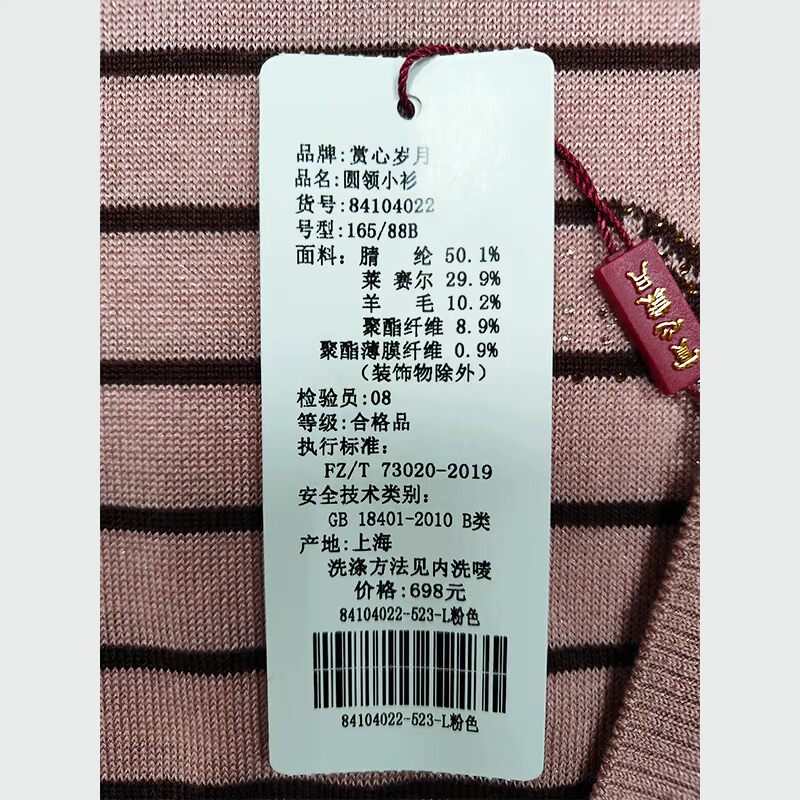 品牌:赏心岁月
品名:圆领小衫
货号:84104022
号型:165/88B
面料: 腈 纶 50.1%
莱 赛尔 29.9%
羊 毛 10.2%
聚酯纤维 8.9%
聚酯薄膜纤维 0.9%
(装饰物除外)
检验员:08
等级:合格品
执行标准:
FZ/T 73020-2019
安全技术类别:
GB 18401-2010 B类
产地:上海
洗涤方法见内洗唛
价格:698元
84104022-523-L粉色
84104022-523-L粉色